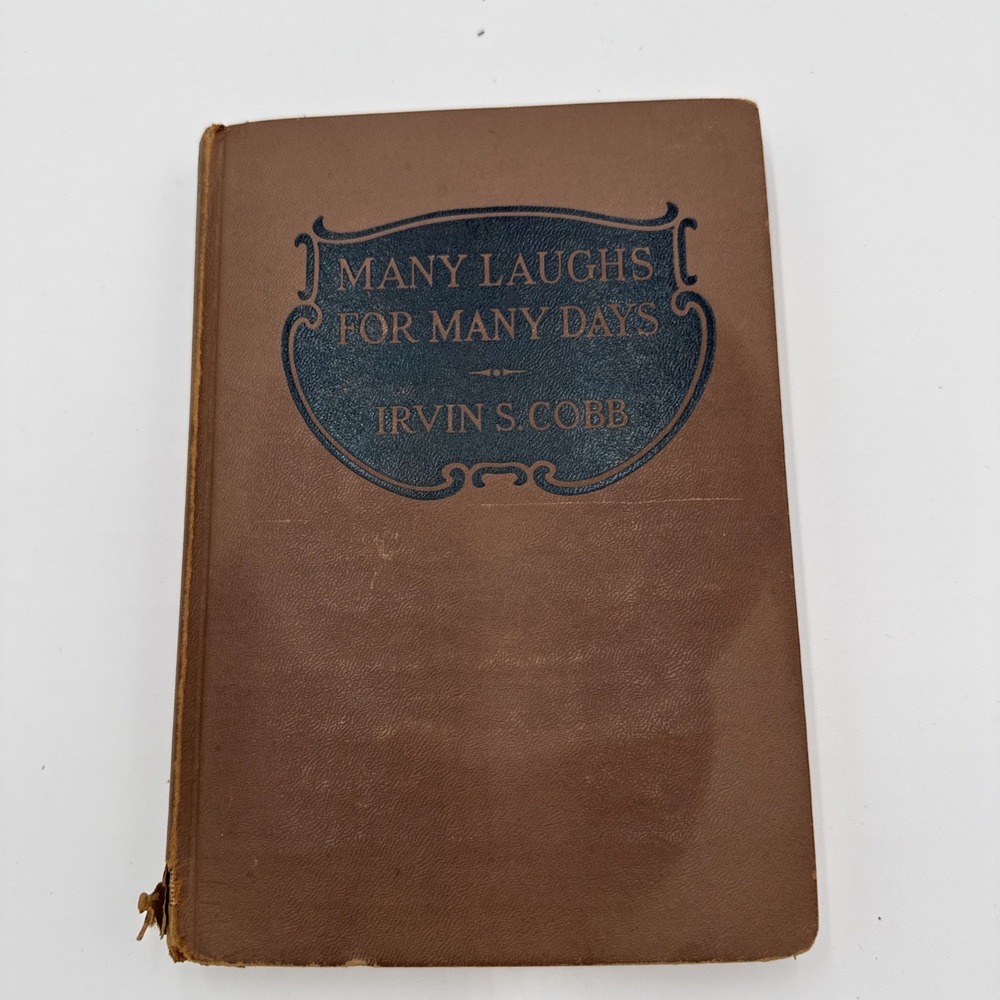 MANY LAUGHS
FOR MANY DAYS
IRVIN S. COBB